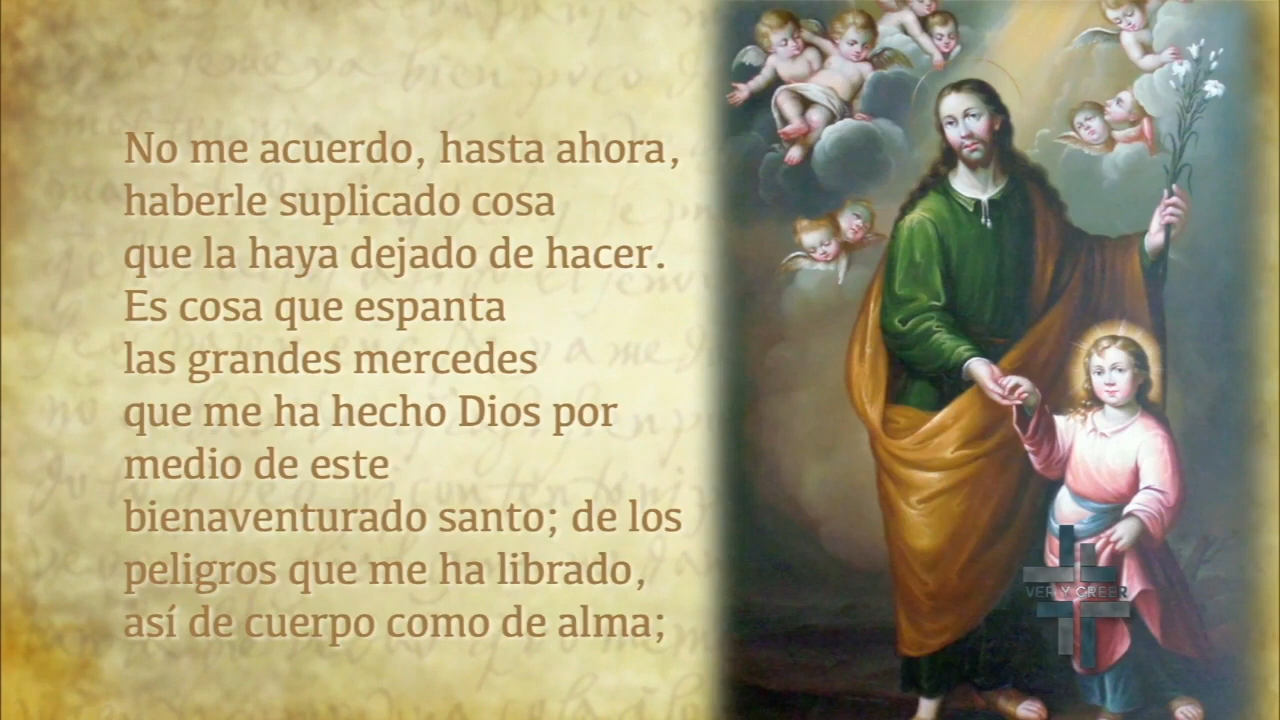 No me acuerdo, hasta ahora,
haberle suplicado cosa
que la haya dejado de hacer.
Es cosa que espanta
las grandes mercedes
que me ha hecho Dios por
medio de este
bienaventurado santo; de los
peligros que me ha librado,
así de cuerpo como de alma;
VER Y CREER